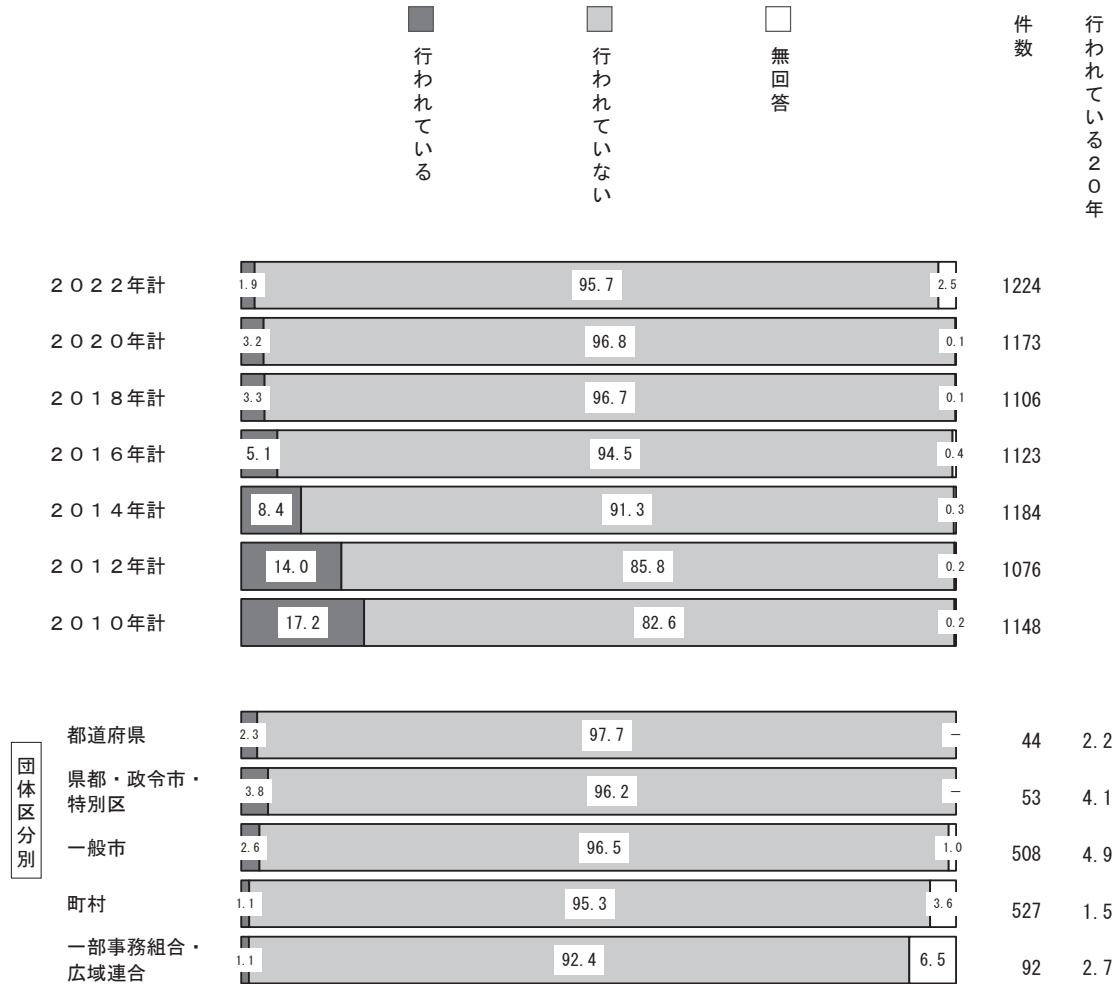 行われている
行われていない
無回答
件数
行われている２０年
２０２２年計 1.9 95.7 2.5 1224
２０２０年計 3.2 96.8 0.1 1173
２０１８年計 3.3 96.7 0.1 1106
２０１６年計 5.1 94.5 0.4 1123
２０１４年計 8.4 91.3 0.3 1184
２０１２年計 14.0 85.8 0.2 1076
２０１０年計 17.2 82.6 0.2 1148
団体区分別
都道府県 2.3 97.7 － 44 2.2
県都・政令市・
特別区 3.8 96.2 － 53 4.1
一般市 2.6 96.5 1.0 508 4.9
町村 1.1 95.3 3.6 527 1.5
一部事務組合・
広域連合 1.1 92.4 6.5 92 2.7